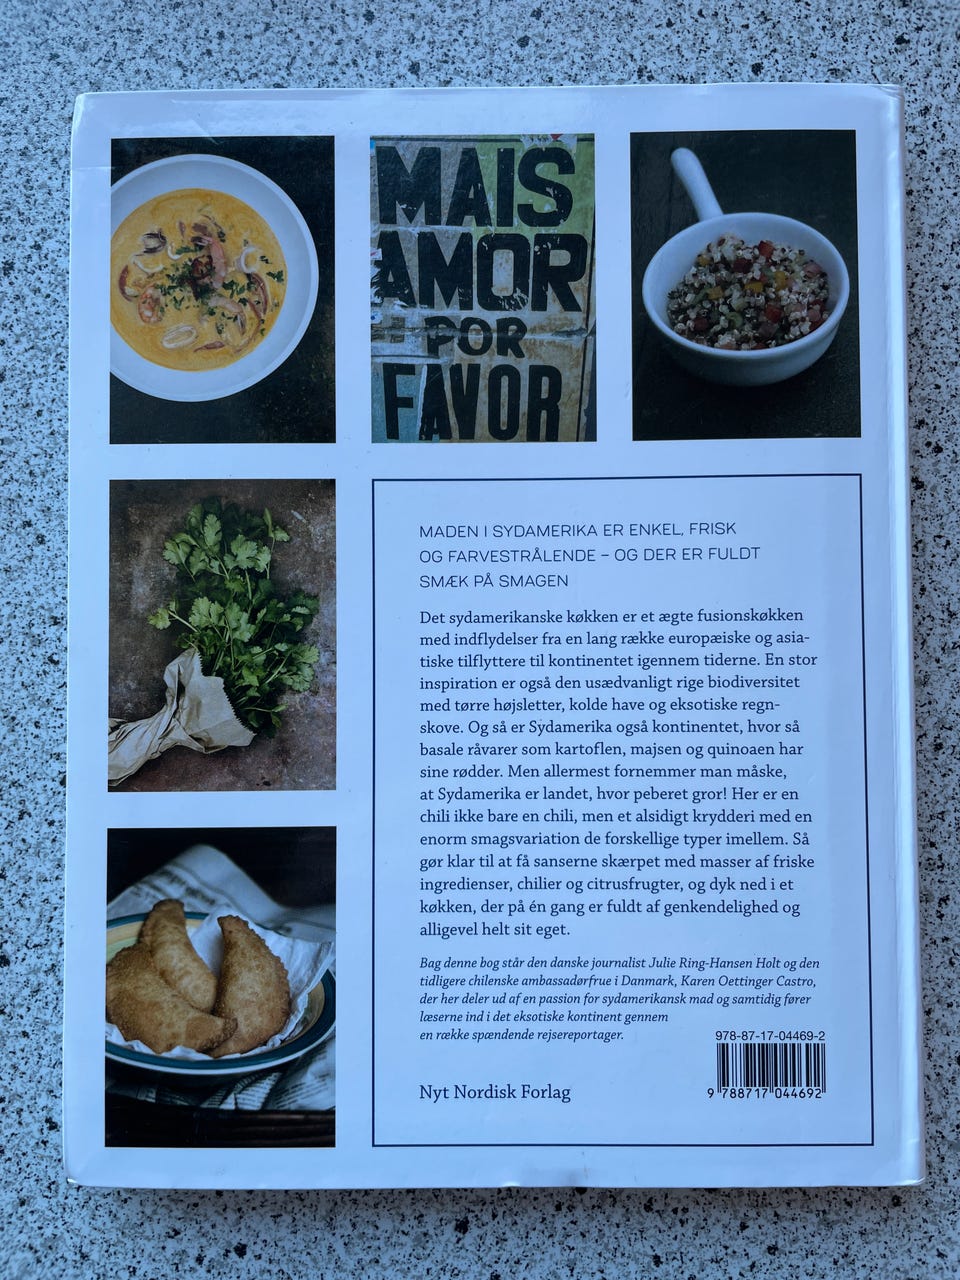 MAIS
AMOR
POR
FAVOR
MADEN I SYDAMERIKA ER ENKEL, FRISK
OG FARVESTRÅLENDE – OG DER ER FULDT
SMÆK PÅ SMAGEN
Det sydamerikanske køkken er et ægte fusionskøkken
med indflydelser fra en lang række europæiske og asia-
tiske tilflyttere til kontinentet igennem tiderne. En stor
inspiration er også den usædvanligt rige biodiversitet
med tørre højsletter, kolde have og eksotiske regn-
skove. Og så er Sydamerika også kontinentet, hvor så
basale råvarer som kartoflen, majsen og quinoaen har
sine rødder. Men allermest fornemmer man måske,
at Sydamerika er landet, hvor peberet gror! Her er en
chili ikke bare en chili, men et alsidigt krydderi med en
enorm smagsvariation de forskellige typer imellem. Så
gør klar til at få sanserne skærpet med masser af friske
ingredienser, chilier og citrusfrugter, og dyk ned i et
køkken, der på én gang er fuldt af genkendelighed og
alligevel helt sit eget.
Bag denne bog står den danske journalist Julie Ring-Hansen Holt og den
tidligere chilenske ambassadørfrue i Danmark, Karen Oettinger Castro,
der her deler ud af en passion for sydamerikansk mad og samtidig fører
læserne ind i det eksotiske kontinent gennem
en række spændende rejsereportager.
978-87-17-04469-2
9 788717 044692
Nyt Nordisk Forlag